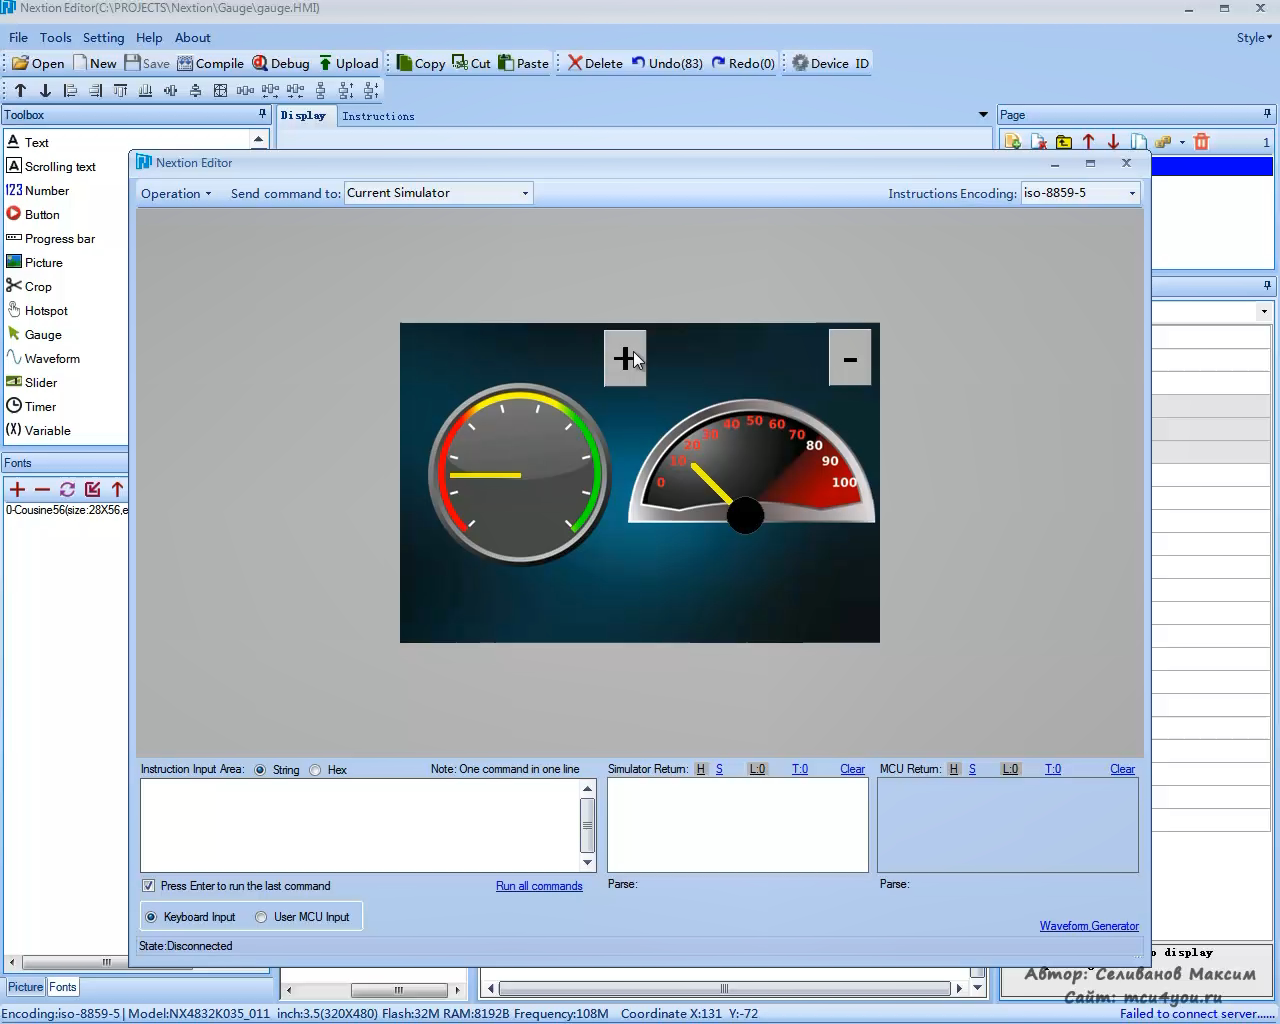 Nextion Editor(C:\PROJECTS\Nextion\Gauge\gauge.HMI)
File Tools Setting Help About Style
Open New Save Compile Debug Upload Copy Cut Paste Delete Undo(83) Redo(0) Device ID
Toolbox
Display Instructions
Page
1
Text
Scrolling text
123 Number
Button
Progress bar
Picture
Crop
Hotspot
Gauge
Waveform
Slider
Timer
(X) Variable
Fonts
0-Cousine56(size:28X56,e
Picture Fonts
Nextion Editor
Operation Send command to: Current Simulator Instructions Encoding: iso-8859-5
+ -
0 10 20 30 40 50 60 70 80 90 100
Instruction Input Area: String Hex Note: One command in one line
Simulator Return: H S L:0 T:0 Clear
MCU Return: H S L:0 T:0 Clear
Press Enter to run the last command Run all commands
Parse: Parse:
Keyboard Input User MCU Input
Waveform Generator
State:Disconnected
display
Автор: Селиванов Максим
Сайт: mcu4you.ru
Encoding:iso-8859-5 Model:NX4832K035_011 inch:3.5(320X480) Flash:32M RAM:8192B Frequency:108M Coordinate X:131 Y:-72 Failed to connect server......